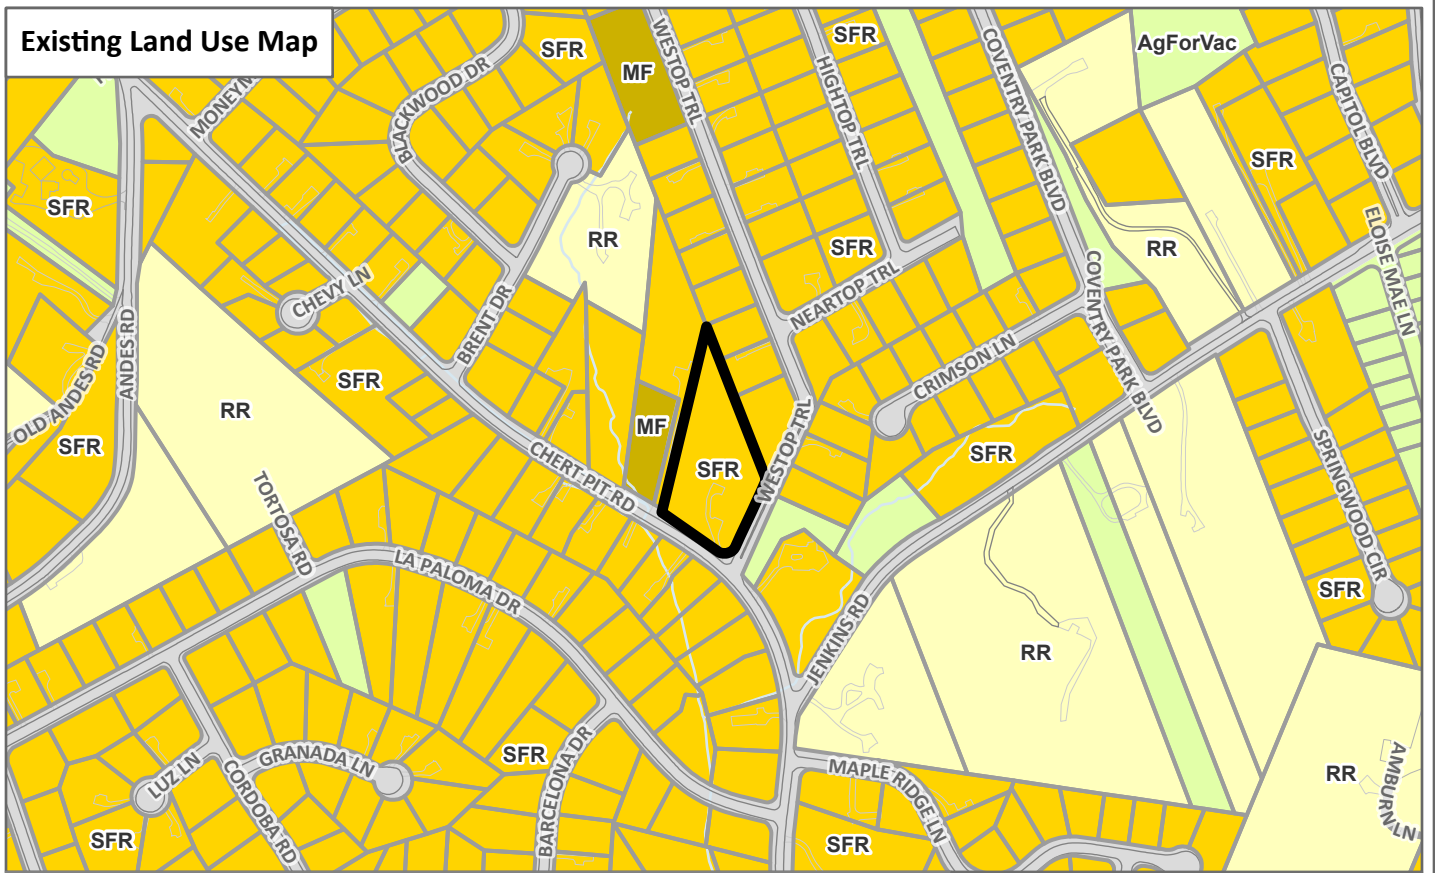 Existing Land Use Map
SFR
MF
WESTOP TRL
SFR
HIGHTOP TRL
COVENTRY PARK BLVD
AgForVac
CAPITOL BLVD
BLACKWOOD DR
SFR
SFR
ELOISE MAE LN
RR
SFR
NEARTOP TRL
RR
COVENTRY PARK BLVD
CHEVY LN
BRENT DR
ANDES RD
OLD ANDES RD
SFR
RR
SFR
CRIMSON LN
MF
SFR
WESTOP TRL
SFR
CHERT PIT RD
SPRINGWOOD CIR
TORTOSA RD
LA PALOMA DR
SFR
JENKINS RD
RR
LUZ LN
GRANADA LN
CORDOBA RD
SFR
BARCELONA DR
MAPLE RIDGE LN
RR
AMBURN LN
SFR
SFR